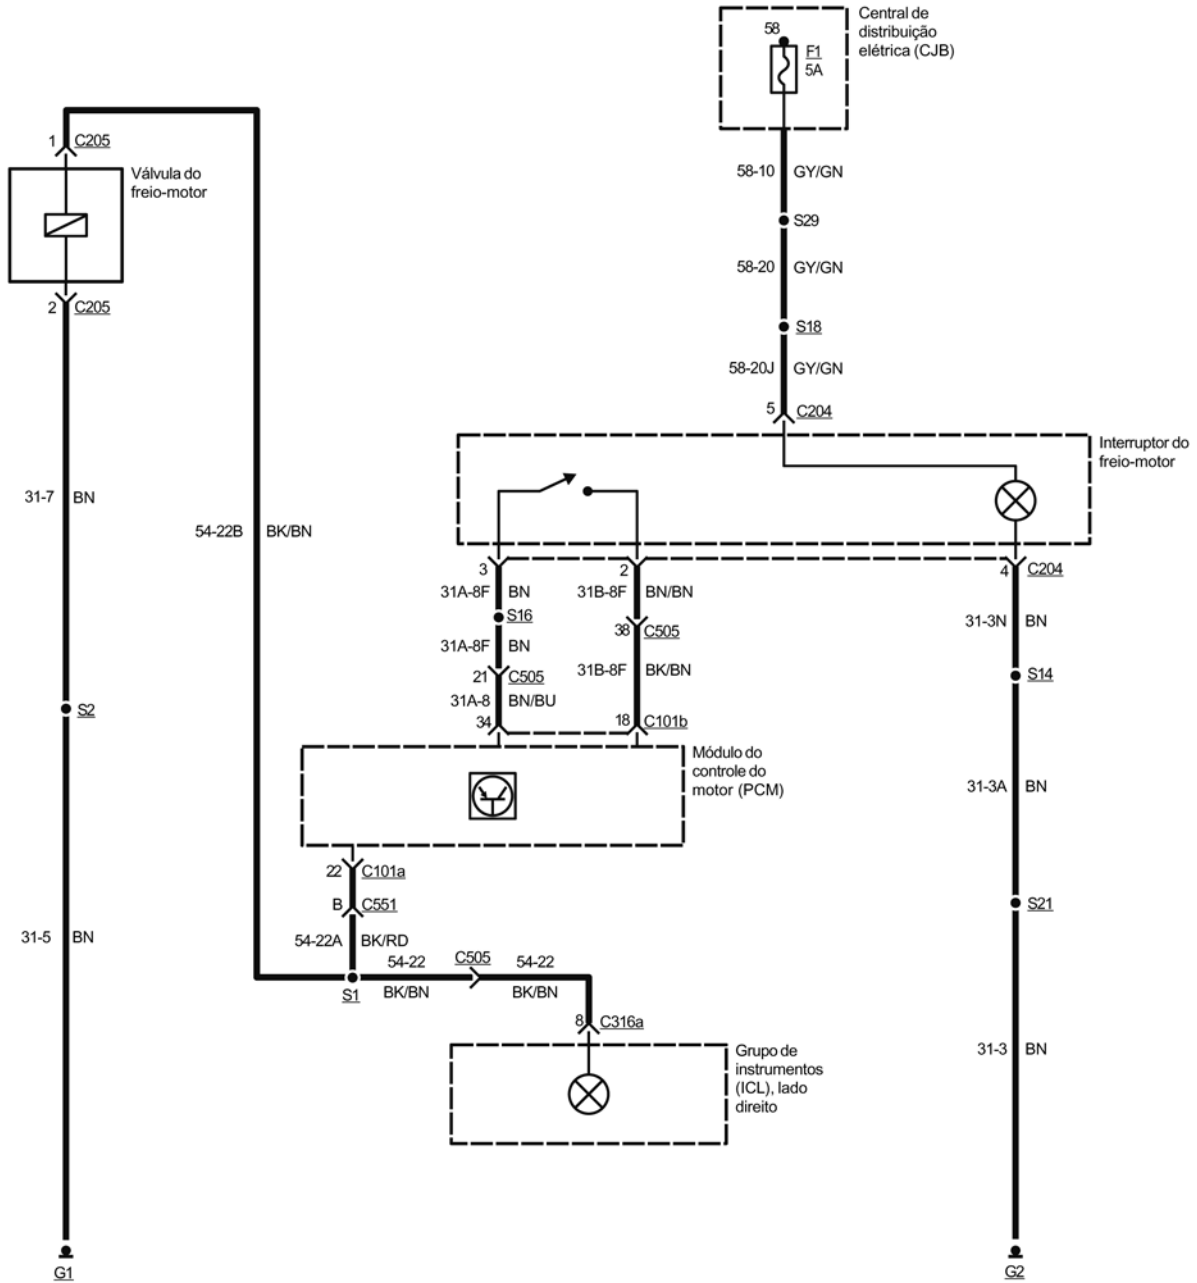 Central de
distribuição
elétrica (CJB)
58
F1
5A
1 C205
Válvula do
freio-motor
58-10 GY/GN
S29
58-20 GY/GN
2 C205
S18
58-20J GY/GN
5 C204
Interruptor do
freio-motor
31-7 BN
54-22B BK/BN
3 2 4 C204
31A-8F BN 31B-8F BN/BN
S16
31-3N BN
38 C505
31A-8F BN
31B-8F BK/BN
21 C505
S14
31A-8 BN/BU
S2
34 18 C101b
Módulo do
controle do
motor (PCM)
31-3A BN
22 C101a
B C551
S21
31-5 BN
54-22A BK/RD
54-22 C505 54-22
BK/BN BK/BN
S1
8 C316a
Grupo de
instrumentos
(ICL), lado
direito
31-3 BN
G1
G2